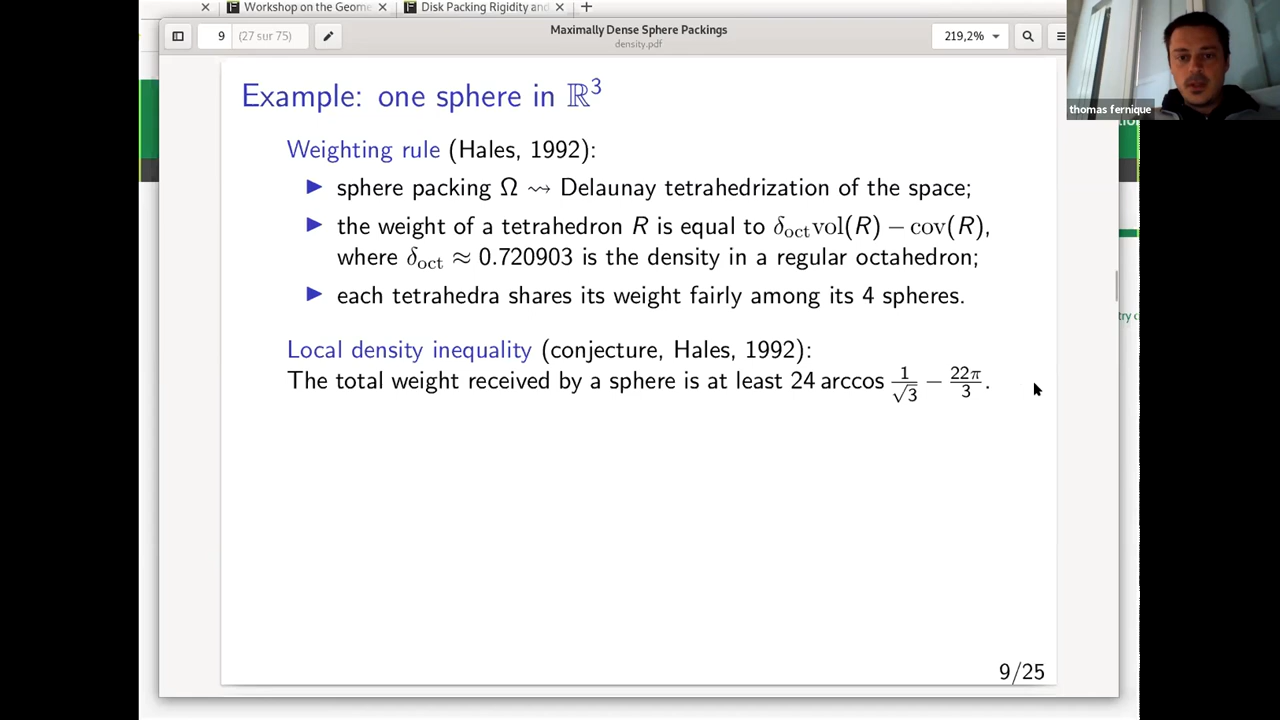 Workshop on the Geome
Disk Packing Rigidity and
9
(27 sur 75)
Maximally Dense Sphere Packings
density.pdf
219,2%
thomas fernique
Example: one sphere in ℝ³
Weighting rule (Hales, 1992):
▶ sphere packing Ω ⇝ Delaunay tetrahedrization of the space;
▶ the weight of a tetrahedron R is equal to δ_oct vol(R) − cov(R),
where δ_oct ≈ 0.720903 is the density in a regular octahedron;
▶ each tetrahedra shares its weight fairly among its 4 spheres.
Local density inequality (conjecture, Hales, 1992):
The total weight received by a sphere is at least 24 arccos 1/√3 − 22π/3.
9/25